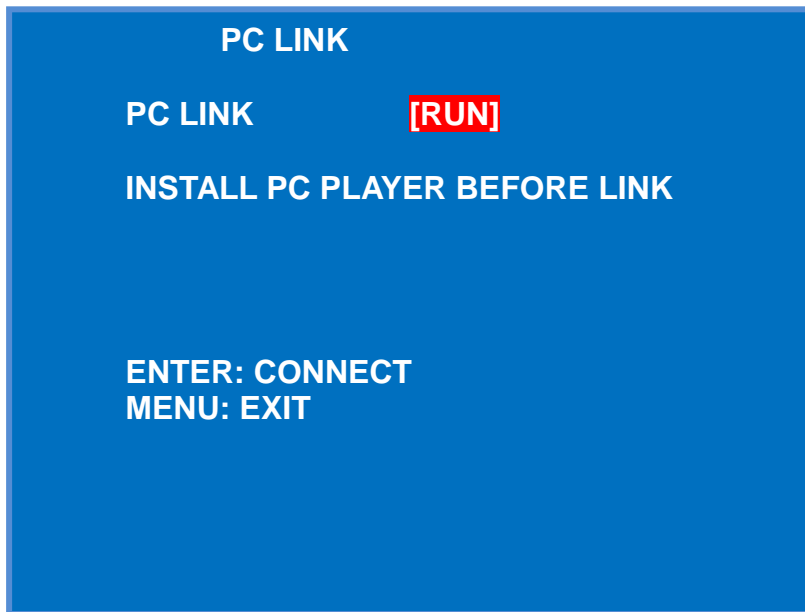 PC LINK
PC LINK [RUN]
INSTALL PC PLAYER BEFORE LINK
ENTER: CONNECT
MENU: EXIT